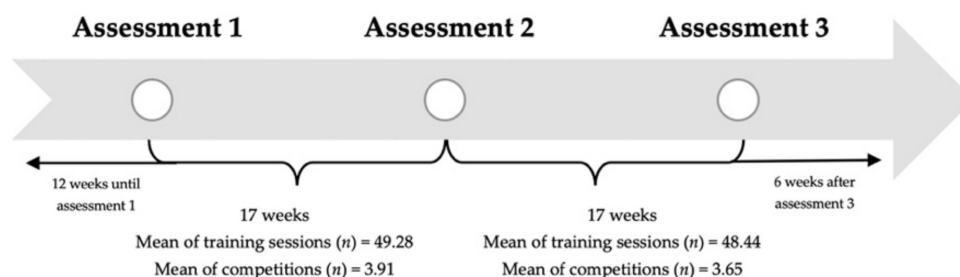 Assessment 1 Assessment 2 Assessment 3
12 weeks until
assessment 1
6 weeks after
assessment 3
17 weeks
Mean of training sessions (n) = 49.28
Mean of competitions (n) = 3.91
17 weeks
Mean of training sessions (n) = 48.44
Mean of competitions (n) = 3.65